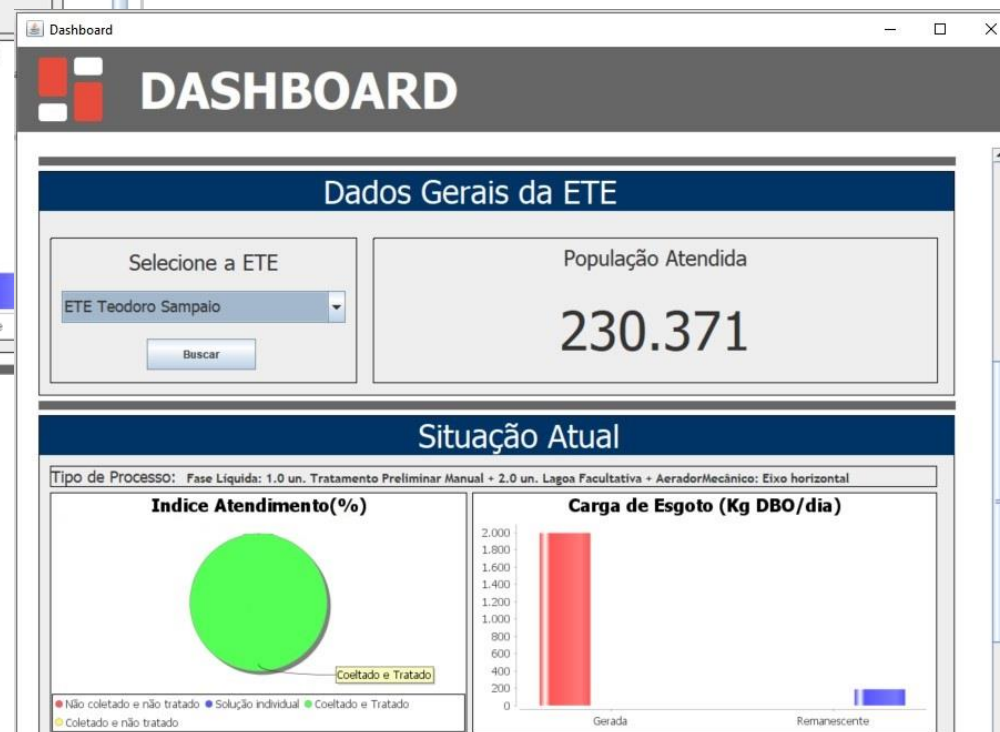 Dashboard
DASHBOARD
Dados Gerais da ETE
Selecione a ETE
ETE Teodoro Sampaio
Buscar
População Atendida
230.371
Situação Atual
Tipo de Processo: Fase Líquida: 1.0 un. Tratamento Preliminar Manual + 2.0 un. Lagoa Facultativa + AeradorMecânico: Eixo horizontal
Indice Atendimento(%)
Coeltado e Tratado
Não coletado e não tratado Solução individual Coeltado e Tratado
Coletado e não tratado
Carga de Esgoto (Kg DBO/dia)
2.000
1.800
1.600
1.400
1.200
1.000
800
600
400
200
0
Gerada Remanescente